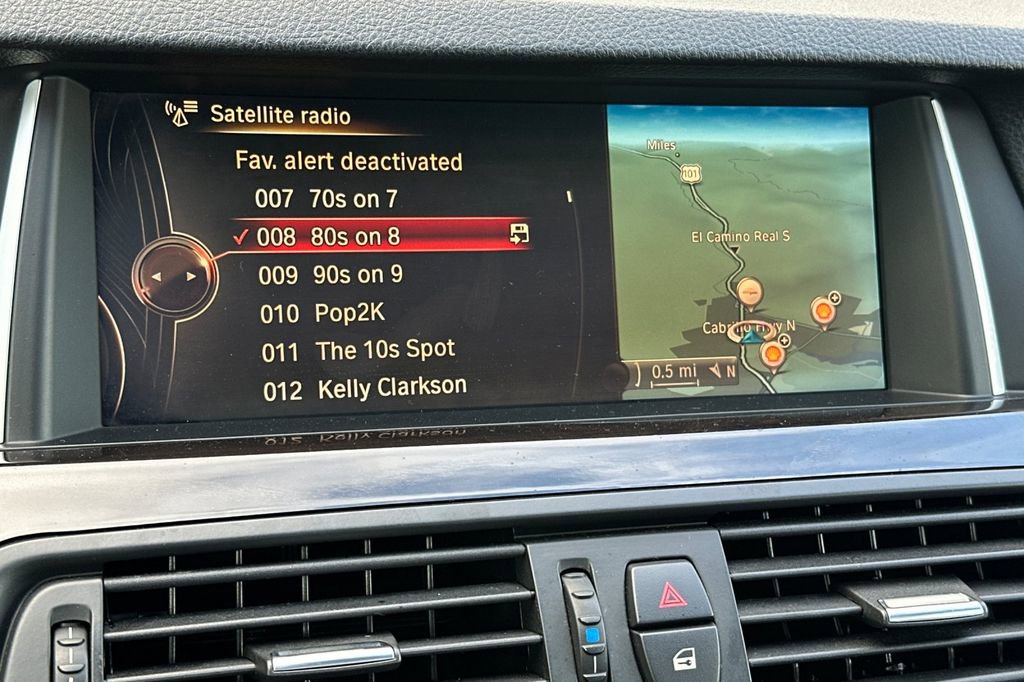 Satellite radio
Fav. alert deactivated
007 70s on 7
008 80s on 8
009 90s on 9
010 Pop2K
011 The 10s Spot
012 Kelly Clarkson
Miles
101
El Camino Real S
Hwy N
0.5 mi N